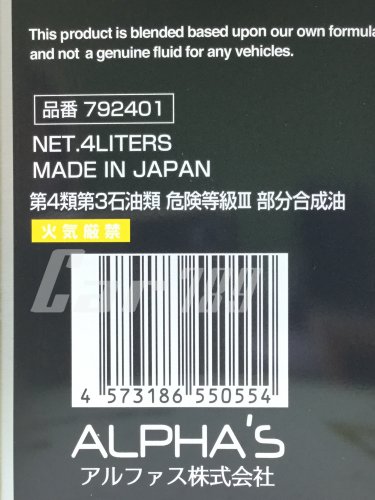 This product is blended based upon our own formula
and not a genuine fluid for any vehicles.
品番 792401
NET.4LITERS
MADE IN JAPAN
第4類第3石油類 危険等級Ⅲ 部分合成油
火気厳禁
Car789
4 573186 550554
ALPHA'S
アルファス株式会社